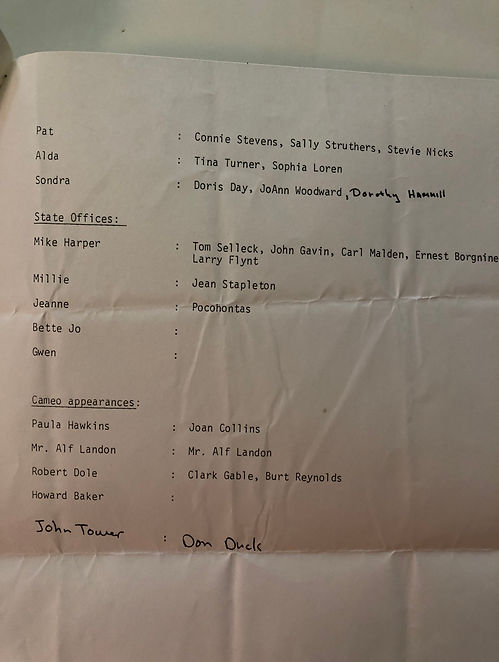 Pat : Connie Stevens, Sally Struthers, Stevie Nicks
Alda : Tina Turner, Sophia Loren
Sondra : Doris Day, JoAnn Woodward, Dorothy Hammill
State Offices:
Mike Harper : Tom Selleck, John Gavin, Carl Malden, Ernest Borgnine
Larry Flynt
Millie : Jean Stapleton
Jeanne : Pocohontas
Bette Jo :
Gwen :
Cameo appearances:
Paula Hawkins : Joan Collins
Mr. Alf Landon : Mr. Alf Landon
Robert Dole : Clark Gable, Burt Reynolds
Howard Baker :
John Tower : Don Duck